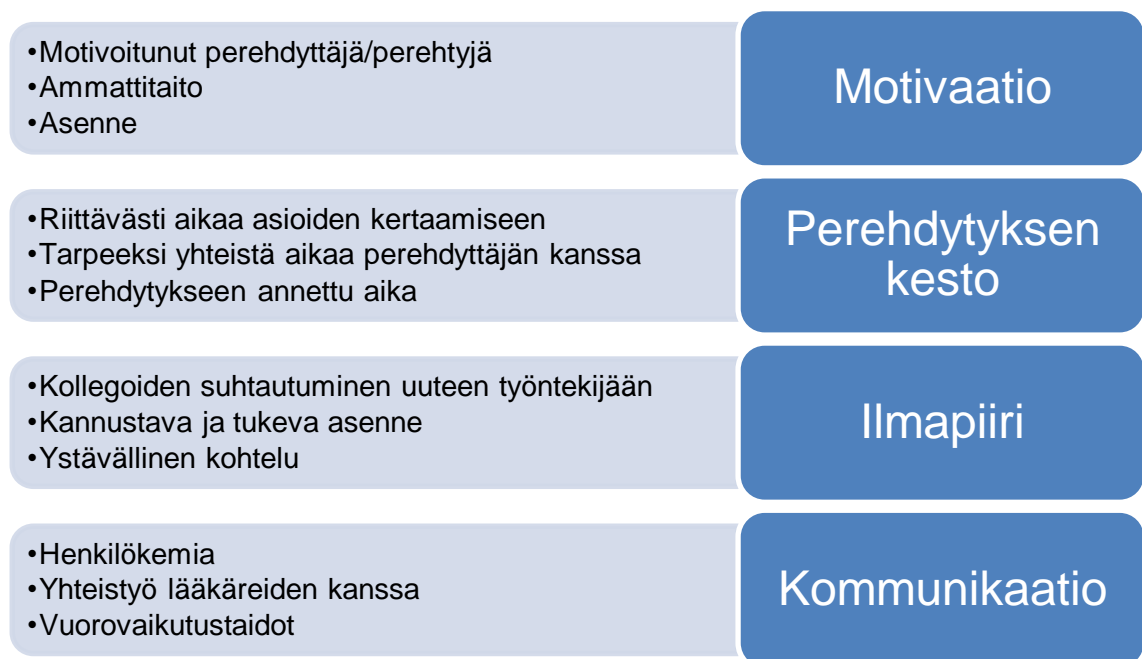 •Motivoitunut perehdyttäjä/perehtyjä
•Ammattitaito
•Asenne
Motivaatio
•Riittävästi aikaa asioiden kertaamiseen
•Tarpeeksi yhteistä aikaa perehdyttäjän kanssa
•Perehdytykseen annettu aika
Perehdytyksen
kesto
•Kollegoiden suhtautuminen uuteen työntekijään
•Kannustava ja tukeva asenne
•Ystävällinen kohtelu
Ilmapiiri
•Henkilökemia
•Yhteistyö lääkäreiden kanssa
•Vuorovaikutustaidot
Kommunikaatio